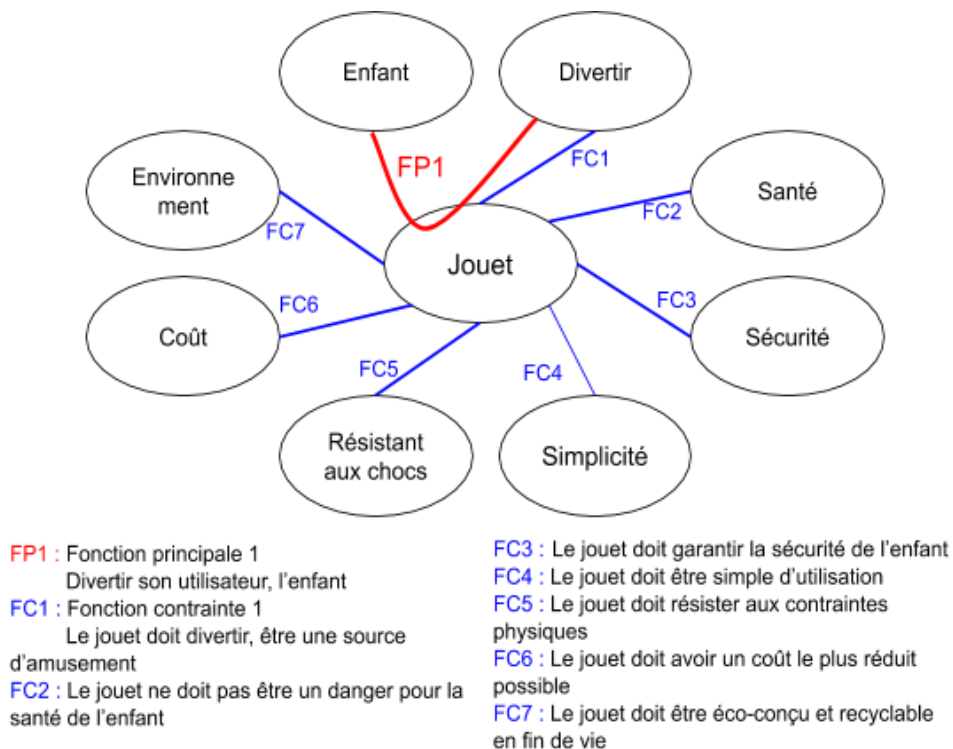 Enfant
Divertir
FP1
FC1
Environne
ment
Santé
FC2
FC7
Jouet
FC3
FC6
Coût
Sécurité
FC5
FC4
Résistant
aux chocs
Simplicité
FP1 : Fonction principale 1
Divertir son utilisateur, l'enfant
FC1 : Fonction contrainte 1
Le jouet doit divertir, être une source
d'amusement
FC2 : Le jouet ne doit pas être un danger pour la
santé de l'enfant
FC3 : Le jouet doit garantir la sécurité de l'enfant
FC4 : Le jouet doit être simple d'utilisation
FC5 : Le jouet doit résister aux contraintes
physiques
FC6 : Le jouet doit avoir un coût le plus réduit
possible
FC7 : Le jouet doit être éco-conçu et recyclable
en fin de vie